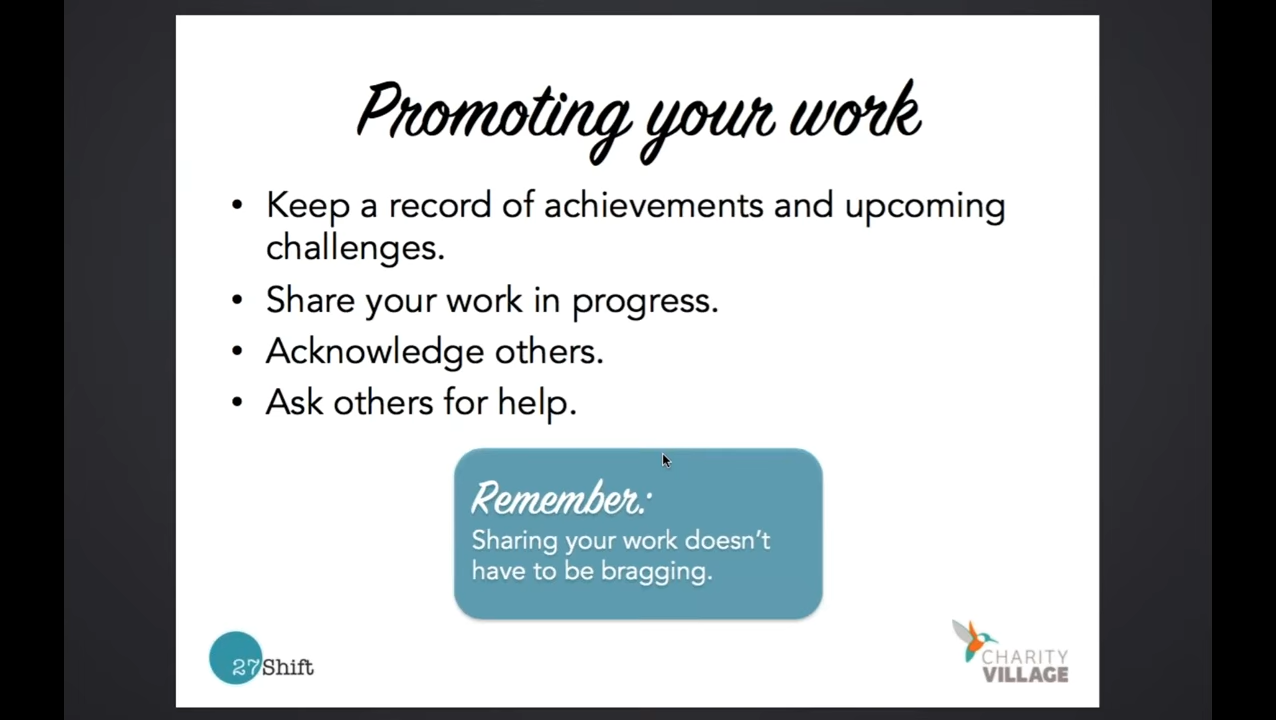 Promoting your work
• Keep a record of achievements and upcoming
challenges.
• Share your work in progress.
• Acknowledge others.
• Ask others for help.
Remember:
Sharing your work doesn’t
have to be bragging.
27Shift
CHARITY
VILLAGE